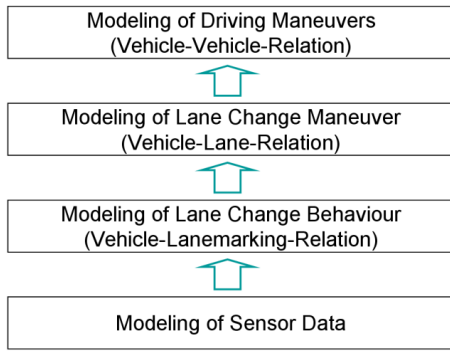 Modeling of Driving Maneuvers
(Vehicle-Vehicle-Relation)
Modeling of Lane Change Maneuver
(Vehicle-Lane-Relation)
Modeling of Lane Change Behaviour
(Vehicle-Lanemarking-Relation)
Modeling of Sensor Data